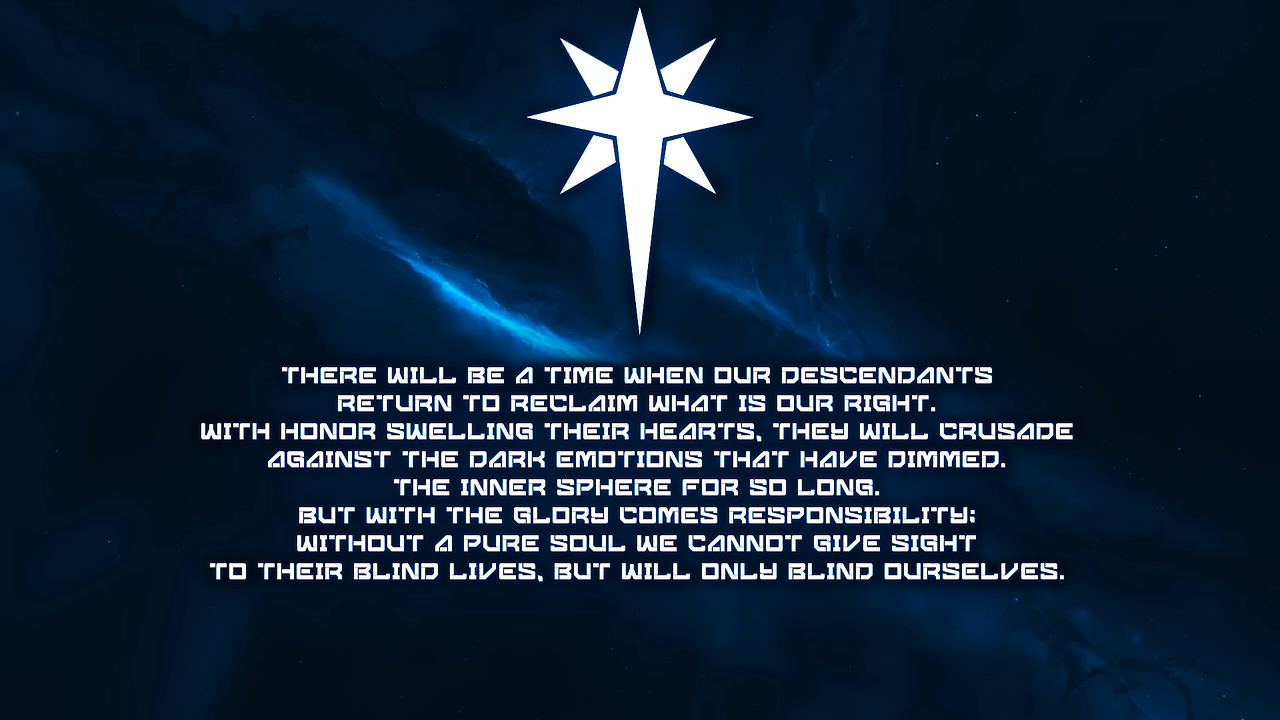 THERE WILL BE A TIME WHEN OUR DESCENDANTS
RETURN TO RECLAIM WHAT IS OUR RIGHT.
WITH HONOR SWELLING THEIR HEARTS, THEY WILL CRUSADE
AGAINST THE DARK EMOTIONS THAT HAVE DIMMED.
THE INNER SPHERE FOR SO LONG.
BUT WITH THE GLORY COMES RESPONSIBILITY;
WITHOUT A PURE SOUL WE CANNOT GIVE SIGHT
TO THEIR BLIND LIVES, BUT WILL ONLY BLIND OURSELVES.